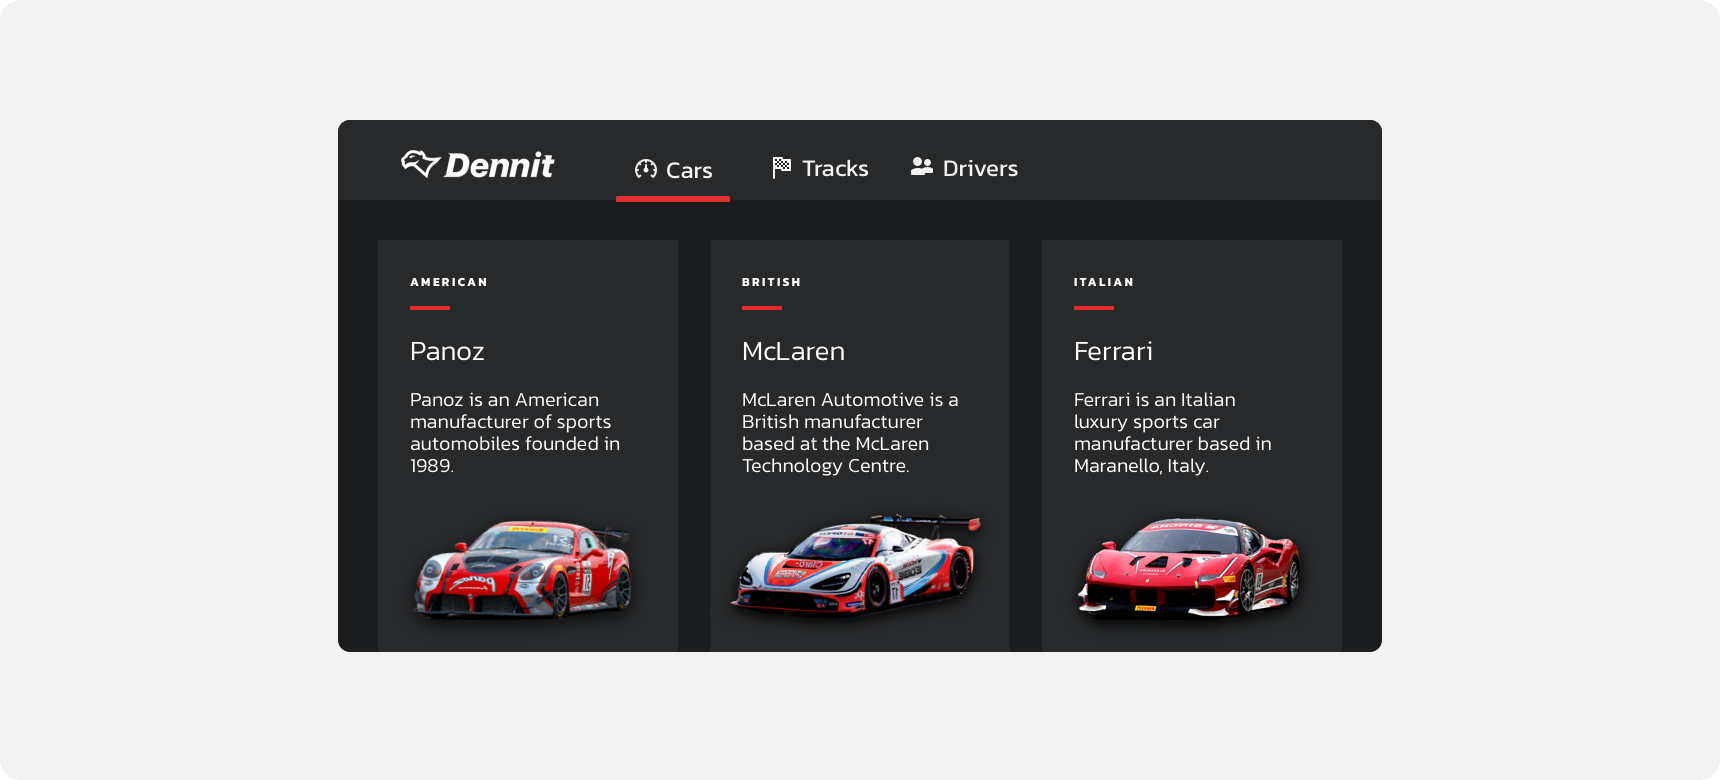 Dennit
Cars
Tracks
Drivers
AMERICAN
Panoz
Panoz is an American
manufacturer of sports
automobiles founded in
1989.
BRITISH
McLaren
McLaren Automotive is a
British manufacturer
based at the McLaren
Technology Centre.
ITALIAN
Ferrari
Ferrari is an Italian
luxury sports car
manufacturer based in
Maranello, Italy.